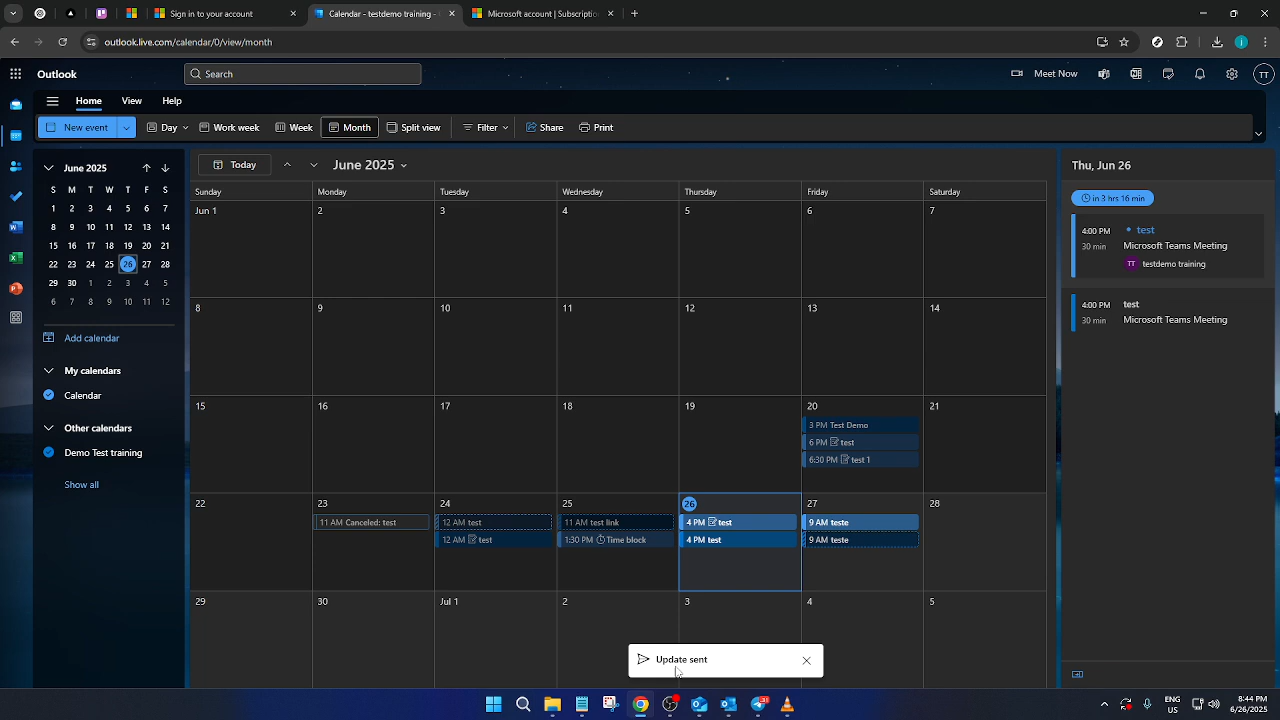 Sign in to your account
Calendar - testdemo training -
Microsoft account | Subscription
outlook.live.com/calendar/0/view/month
Outlook
Search
Meet Now
TT
Home
View
Help
New event
Day
Work week
Week
Month
Split view
Filter
Share
Print
June 2025
S M T W T F S
1 2 3 4 5 6 7
8 9 10 11 12 13 14
15 16 17 18 19 20 21
22 23 24 25 26 27 28
29 30 1 2 3 4 5
6 7 8 9 10 11 12
Add calendar
My calendars
Calendar
Other calendars
Demo Test training
Show all
Today
June 2025
Sunday Monday Tuesday Wednesday Thursday Friday Saturday
Jun 1 2 3 4 5 6 7
8 9 10 11 12 13 14
15 16 17 18 19 20 21
3 PM Test Demo
6 PM test
6:30 PM test 1
22 23 24 25 26 27 28
11 AM Canceled: test
12 AM test
12 AM test
11 AM test link
1:30 PM Time block
4 PM test
4 PM test
9 AM teste
9 AM teste
29 30 Jul 1 2 3 4 5
Update sent
Thu, Jun 26
in 3 hrs 16 min
4:00 PM test
30 min Microsoft Teams Meeting
TT testdemo training
4:00 PM test
30 min Microsoft Teams Meeting
ENG
US
8:44 PM
6/26/2025